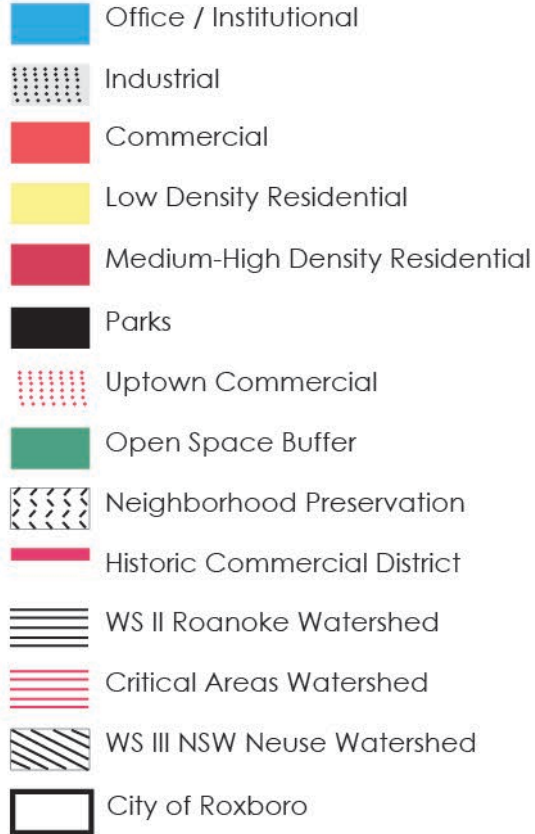 Office / Institutional
Industrial
Commercial
Low Density Residential
Medium-High Density Residential
Parks
Uptown Commercial
Open Space Buffer
Neighborhood Preservation
Historic Commercial District
WS II Roanoke Watershed
Critical Areas Watershed
WS III NSW Neuse Watershed
City of Roxboro